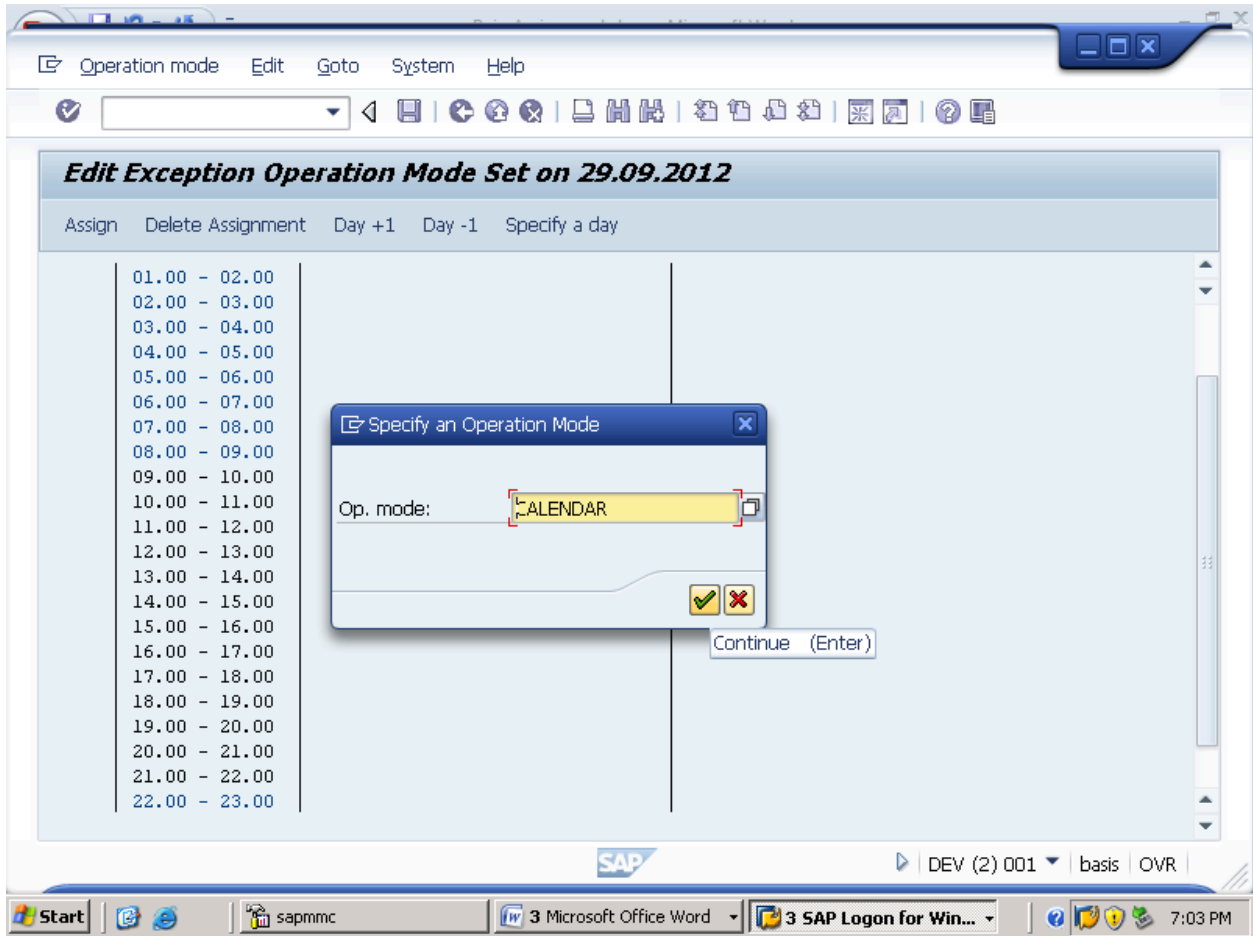 Operation mode Edit Goto System Help
Edit Exception Operation Mode Set on 29.09.2012
Assign Delete Assignment Day +1 Day -1 Specify a day
01.00 - 02.00
02.00 - 03.00
03.00 - 04.00
04.00 - 05.00
05.00 - 06.00
06.00 - 07.00
07.00 - 08.00
08.00 - 09.00
09.00 - 10.00
10.00 - 11.00
11.00 - 12.00
12.00 - 13.00
13.00 - 14.00
14.00 - 15.00
15.00 - 16.00
16.00 - 17.00
17.00 - 18.00
18.00 - 19.00
19.00 - 20.00
20.00 - 21.00
21.00 - 22.00
22.00 - 23.00
Specify an Operation Mode
Op. mode: CALENDAR
Continue (Enter)
SAP DEV (2) 001 basis OVR
Start sapmmc 3 Microsoft Office Word 3 SAP Logon for Win... 7:03 PM